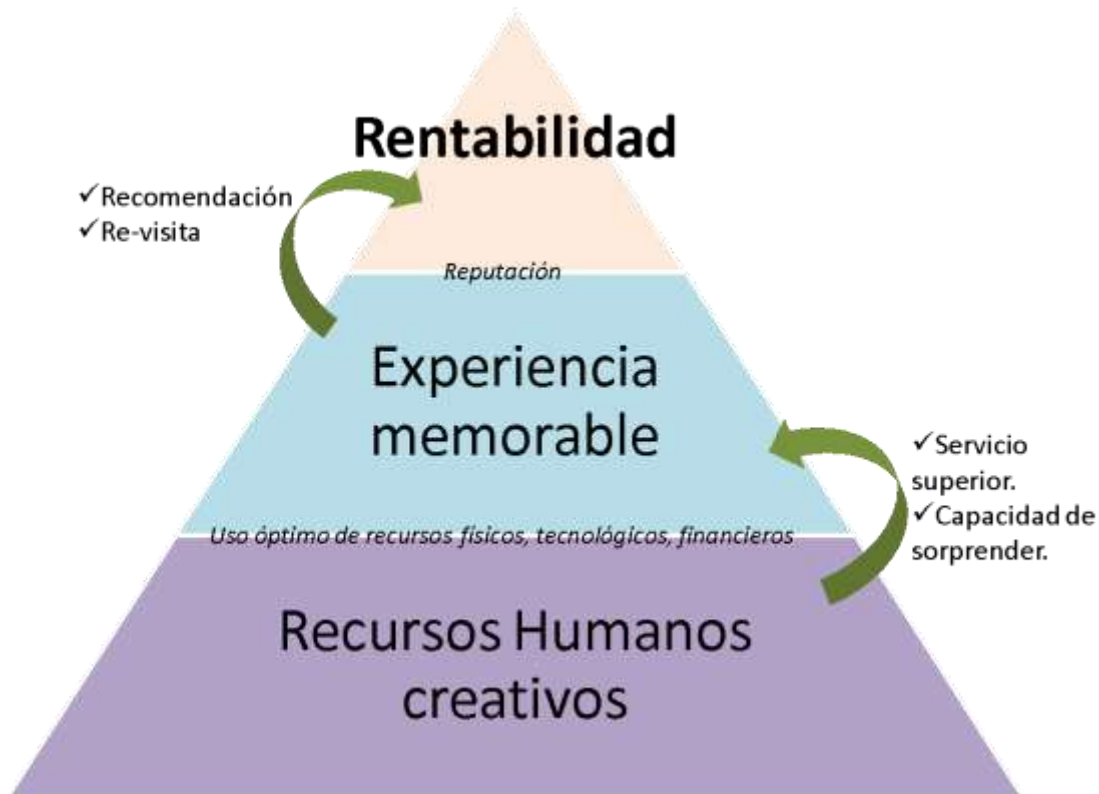 Rentabilidad
✓Recomendación
✓Re-visita
Reputación
Experiencia
memorable
✓Servicio
superior.
✓Capacidad de
sorprender.
Uso óptimo de recursos físicos, tecnológicos, financieros
Recursos Humanos
creativos